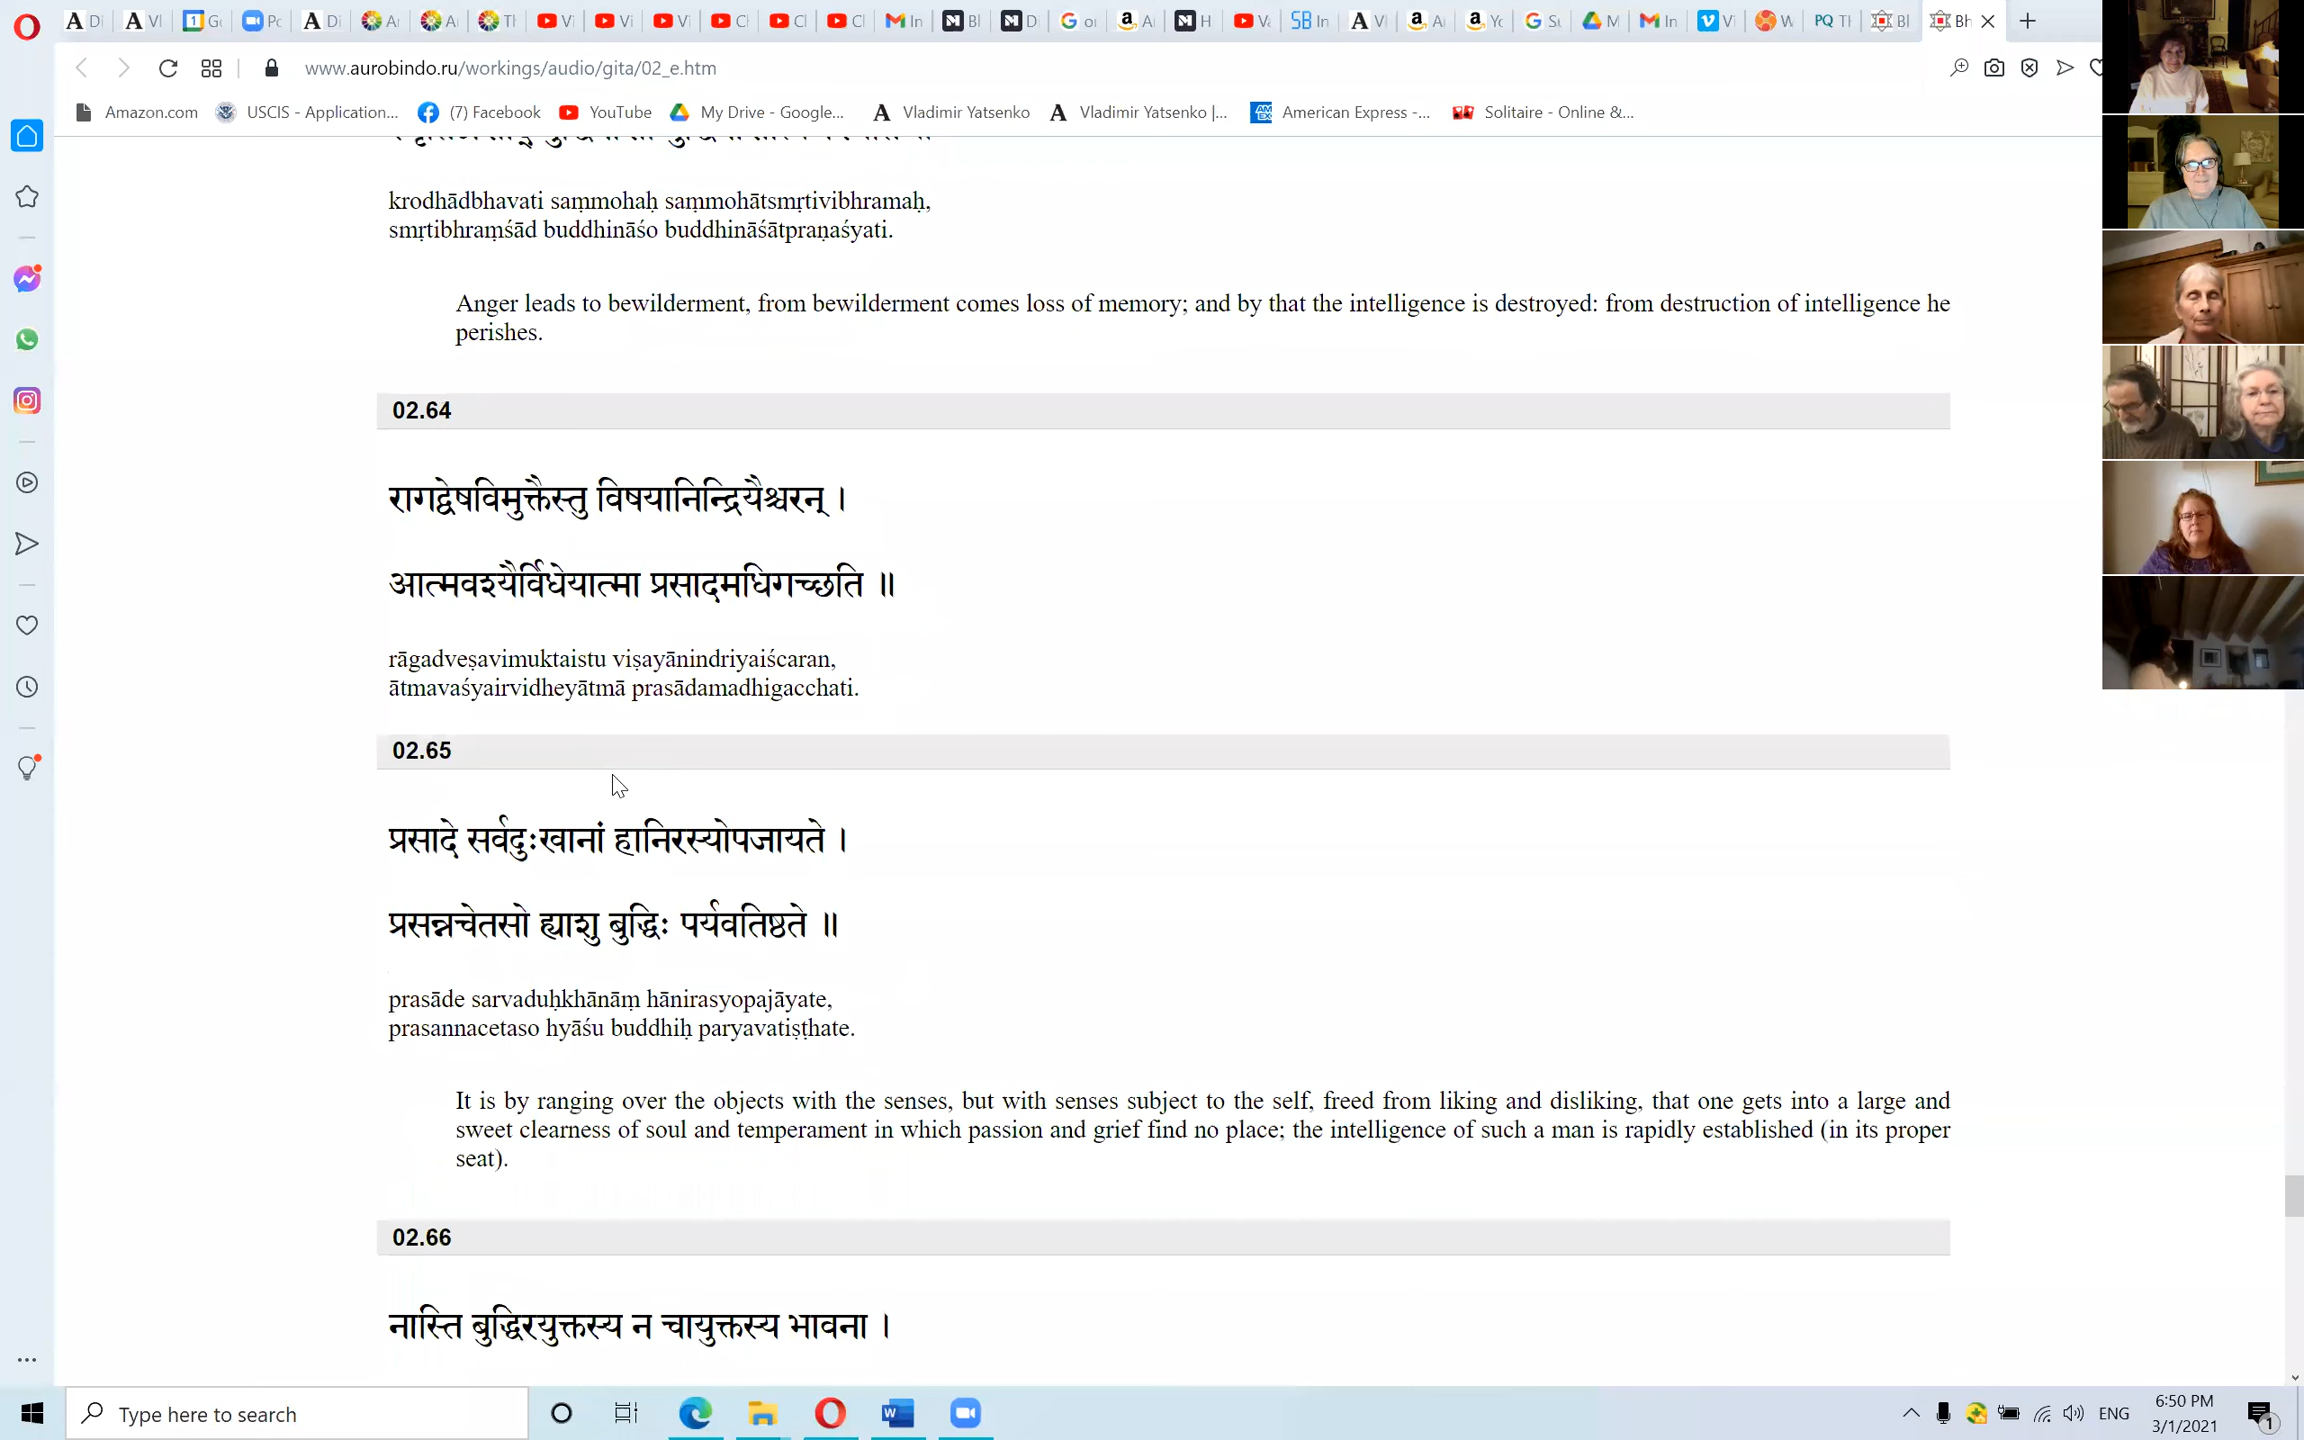 www.aurobindo.ru/workings/audio/gita/02_e.htm
Amazon.com USCIS - Application... (7) Facebook YouTube My Drive - Google... Vladimir Yatsenko Vladimir Yatsenko |... American Express -... Solitaire - Online &...
krodhādbhavati saṃmohaḥ saṃmohātsmṛtivibhramaḥ,
smṛtibhraṃśād buddhināśo buddhināśātpraṇaśyati.
Anger leads to bewilderment, from bewilderment comes loss of memory; and by that the intelligence is destroyed: from destruction of intelligence he
perishes.
02.64
रागद्वेषविमुक्तैस्तु विषयानिन्द्रियैश्चरन् ।
आत्मवश्यैर्विधेयात्मा प्रसादमधिगच्छति ॥
rāgadveṣavimuktaistu viṣayānindriyaiścaran,
ātmavaśyairvidheyātmā prasādamadhigacchati.
02.65
प्रसादे सर्वदुःखानां हानिरस्योपजायते ।
प्रसन्नचेतसो ह्याशु बुद्धिः पर्यवतिष्ठते ॥
prasāde sarvaduḥkhānāṃ hānirasyopajāyate,
prasannacetaso hyāśu buddhiḥ paryavatiṣṭhate.
It is by ranging over the objects with the senses, but with senses subject to the self, freed from liking and disliking, that one gets into a large and
sweet clearness of soul and temperament in which passion and grief find no place; the intelligence of such a man is rapidly established (in its proper
seat).
02.66
नास्ति बुद्धिरयुक्तस्य न चायुक्तस्य भावना ।
Type here to search
ENG
6:50 PM
3/1/2021